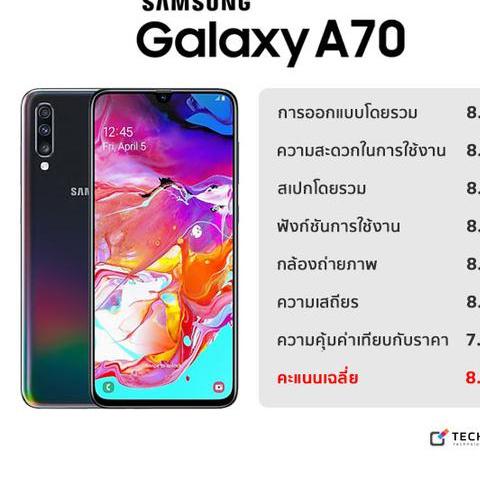 SAMSUNG
Galaxy A70
12:45
Fri, April 5
SAM
การออกแบบโดยรวม 8.
ความสะดวกในการใช้งาน 8.
สเปกโดยรวม 8.
ฟังก์ชันการใช้งาน 8.
กล้องถ่ายภาพ 8.
ความเสถียร 8.
ความคุ้มค่าเทียบกับราคา 7.
คะแนนเฉลี่ย 8.
TECH